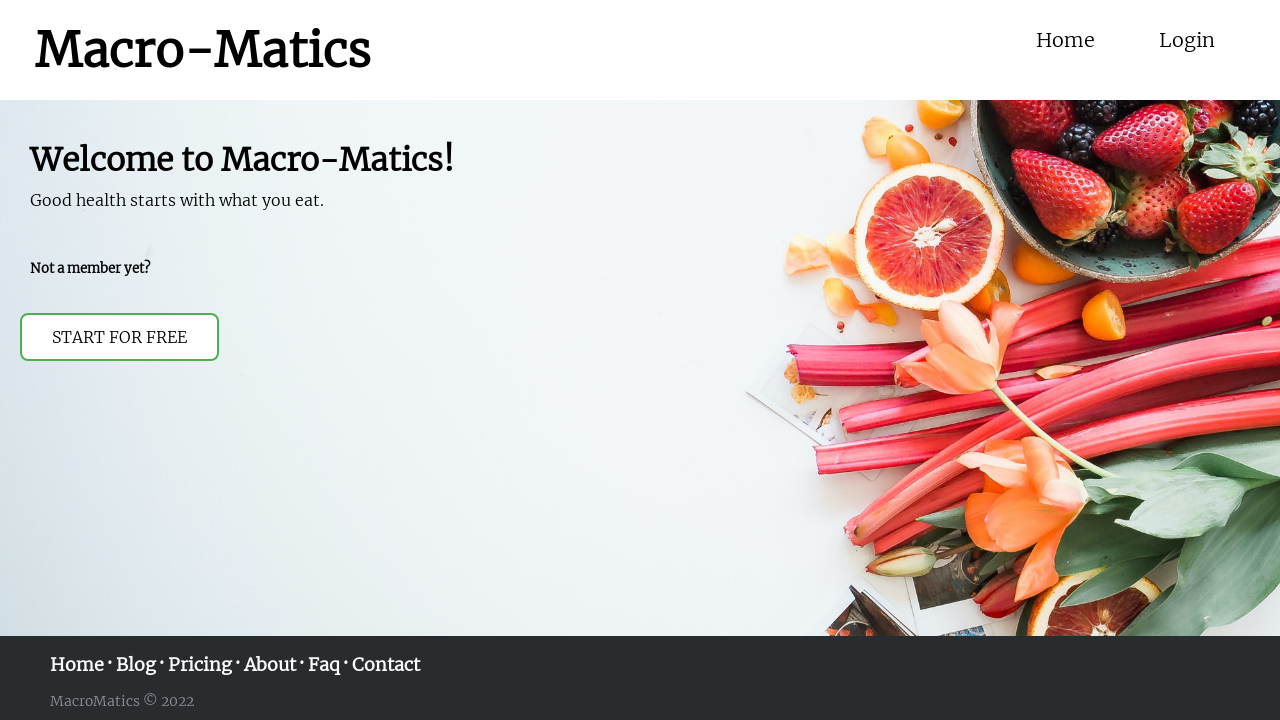 Macro-Matics
Home Login
Welcome to Macro-Matics!
Good health starts with what you eat.
Not a member yet?
START FOR FREE
Home · Blog · Pricing · About · Faq · Contact
MacroMatics © 2022